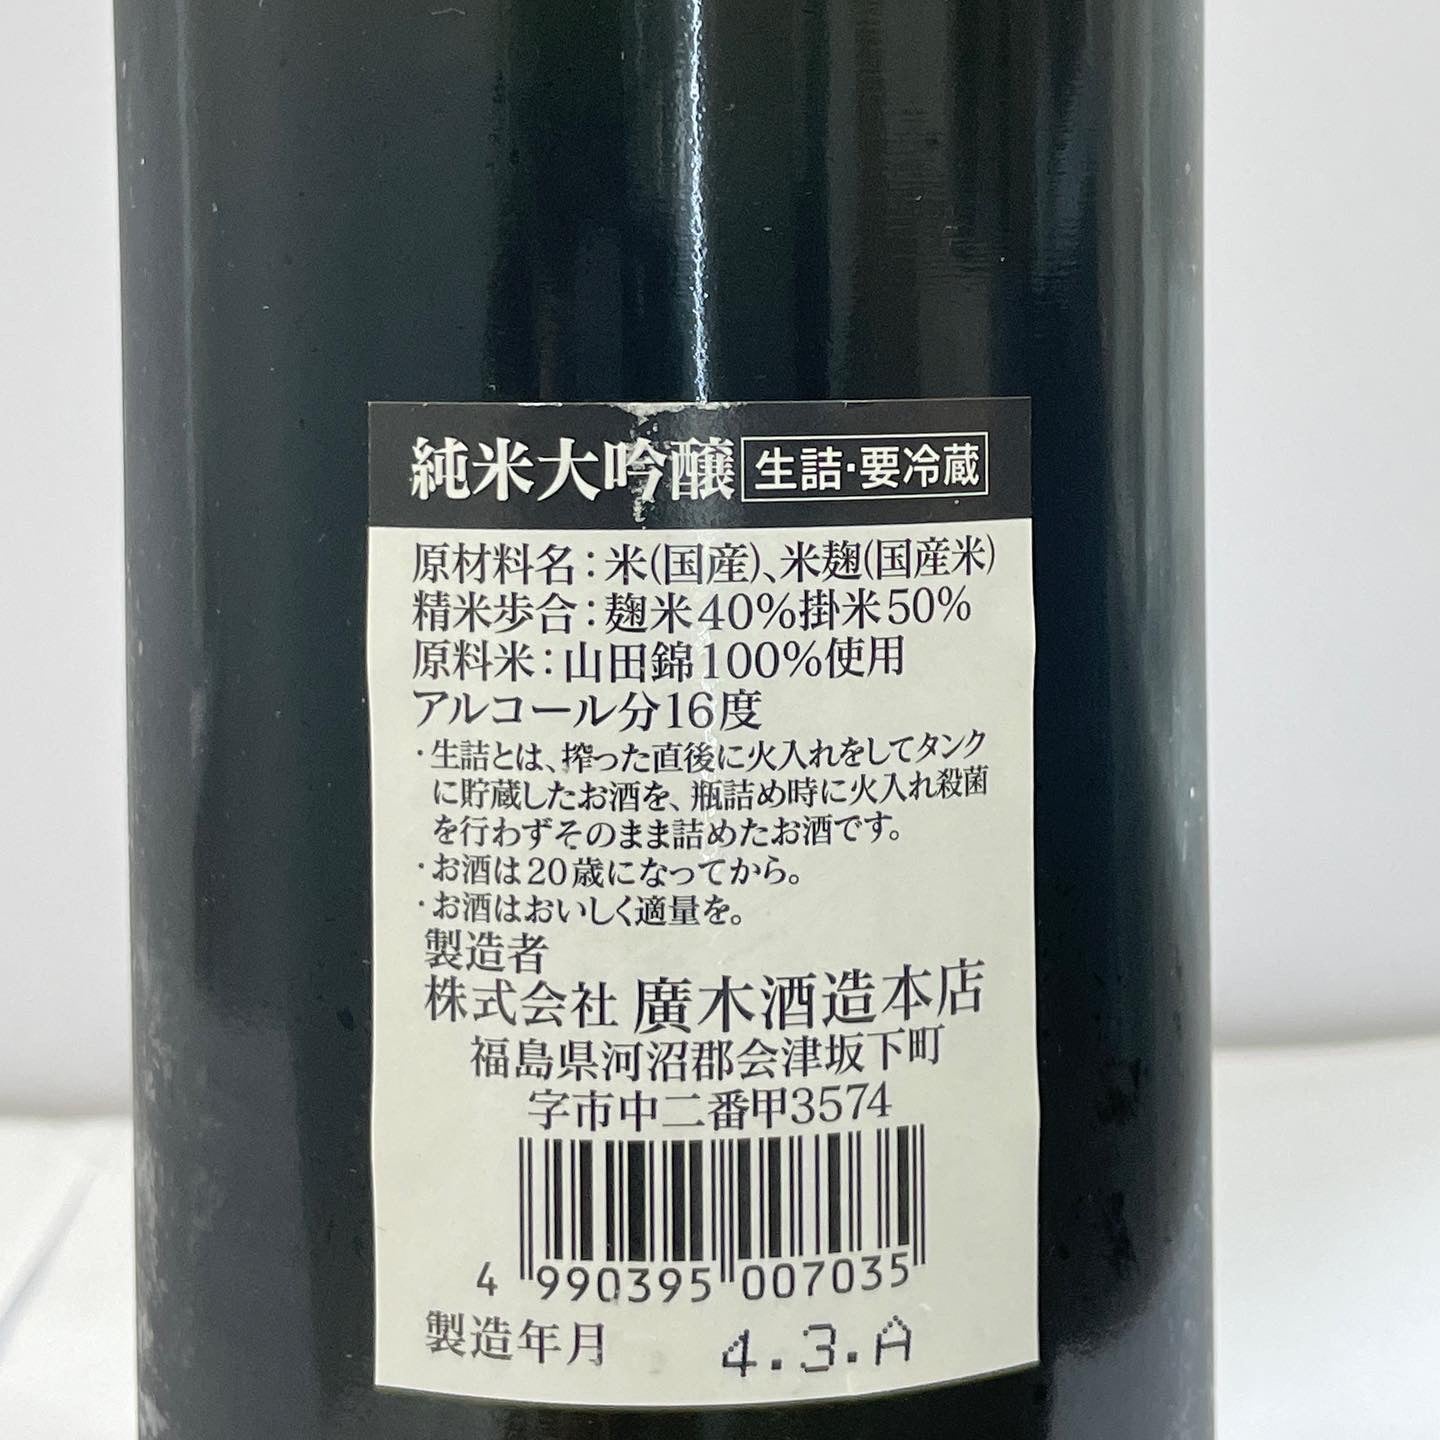 純米大吟醸 生詰・要冷蔵
原材料名：米(国産)、米麹(国産米)
精米歩合：麹米40%掛米50%
原料米：山田錦100%使用
アルコール分16度
・生詰とは、搾った直後に火入れをしてタンク
に貯蔵したお酒を、瓶詰め時に火入れ殺菌
を行わずそのまま詰めたお酒です。
・お酒は20歳になってから。
・お酒はおいしく適量を。
製造者
株式会社 廣木酒造本店
福島県河沼郡会津坂下町
字市中二番甲3574
4 990395 007035
製造年月 4.3.A